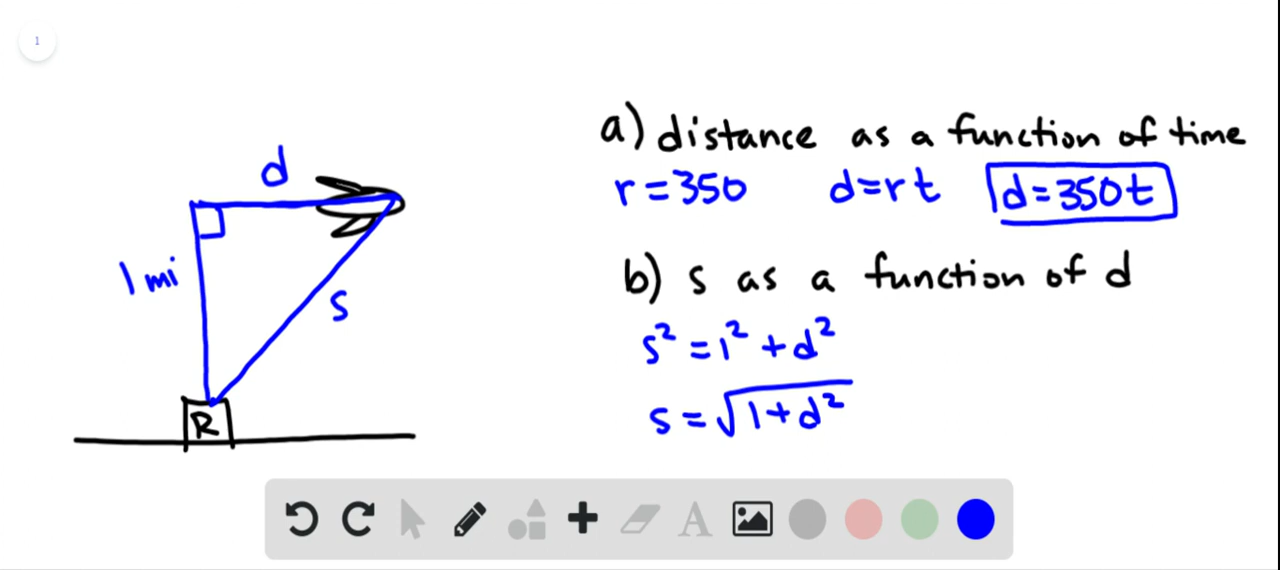 1
a) distance as a function of time
r = 350 d = rt d = 350t
d
1 mi
s
R
b) s as a function of d
s² = 1² + d²
s = √(1 + d²)
A